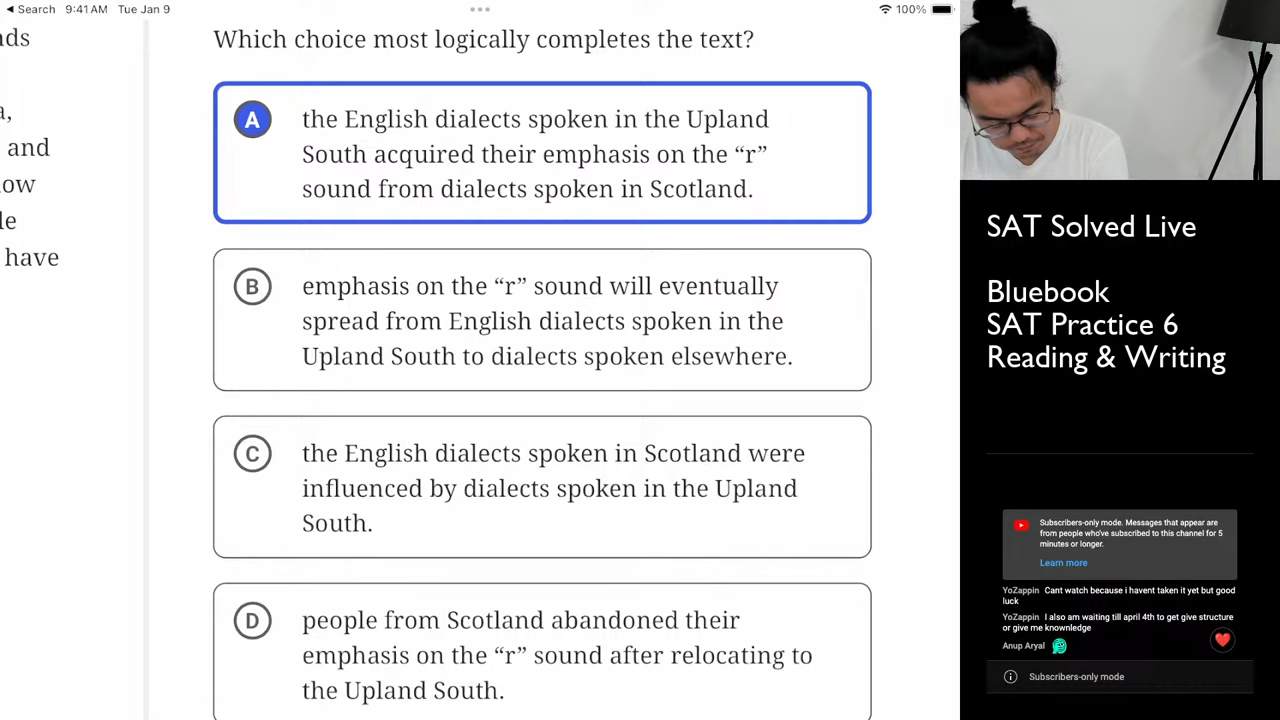 Search 9:41 AM Tue Jan 9
100%
Which choice most logically completes the text?
and
have
A
the English dialects spoken in the Upland
South acquired their emphasis on the “r”
sound from dialects spoken in Scotland.
B
emphasis on the “r” sound will eventually
spread from English dialects spoken in the
Upland South to dialects spoken elsewhere.
C
the English dialects spoken in Scotland were
influenced by dialects spoken in the Upland
South.
D
people from Scotland abandoned their
emphasis on the “r” sound after relocating to
the Upland South.
SAT Solved Live
Bluebook
SAT Practice 6
Reading & Writing
Subscribers-only mode. Messages that appear are
from people who've subscribed to this channel for 5
minutes or longer.
Learn more
YoZappin Cant watch because i havent taken it yet but good
luck
YoZappin I also am waiting till april 4th to get give structure
or give me knownledge
Anup Aryal
Subscribers-only mode